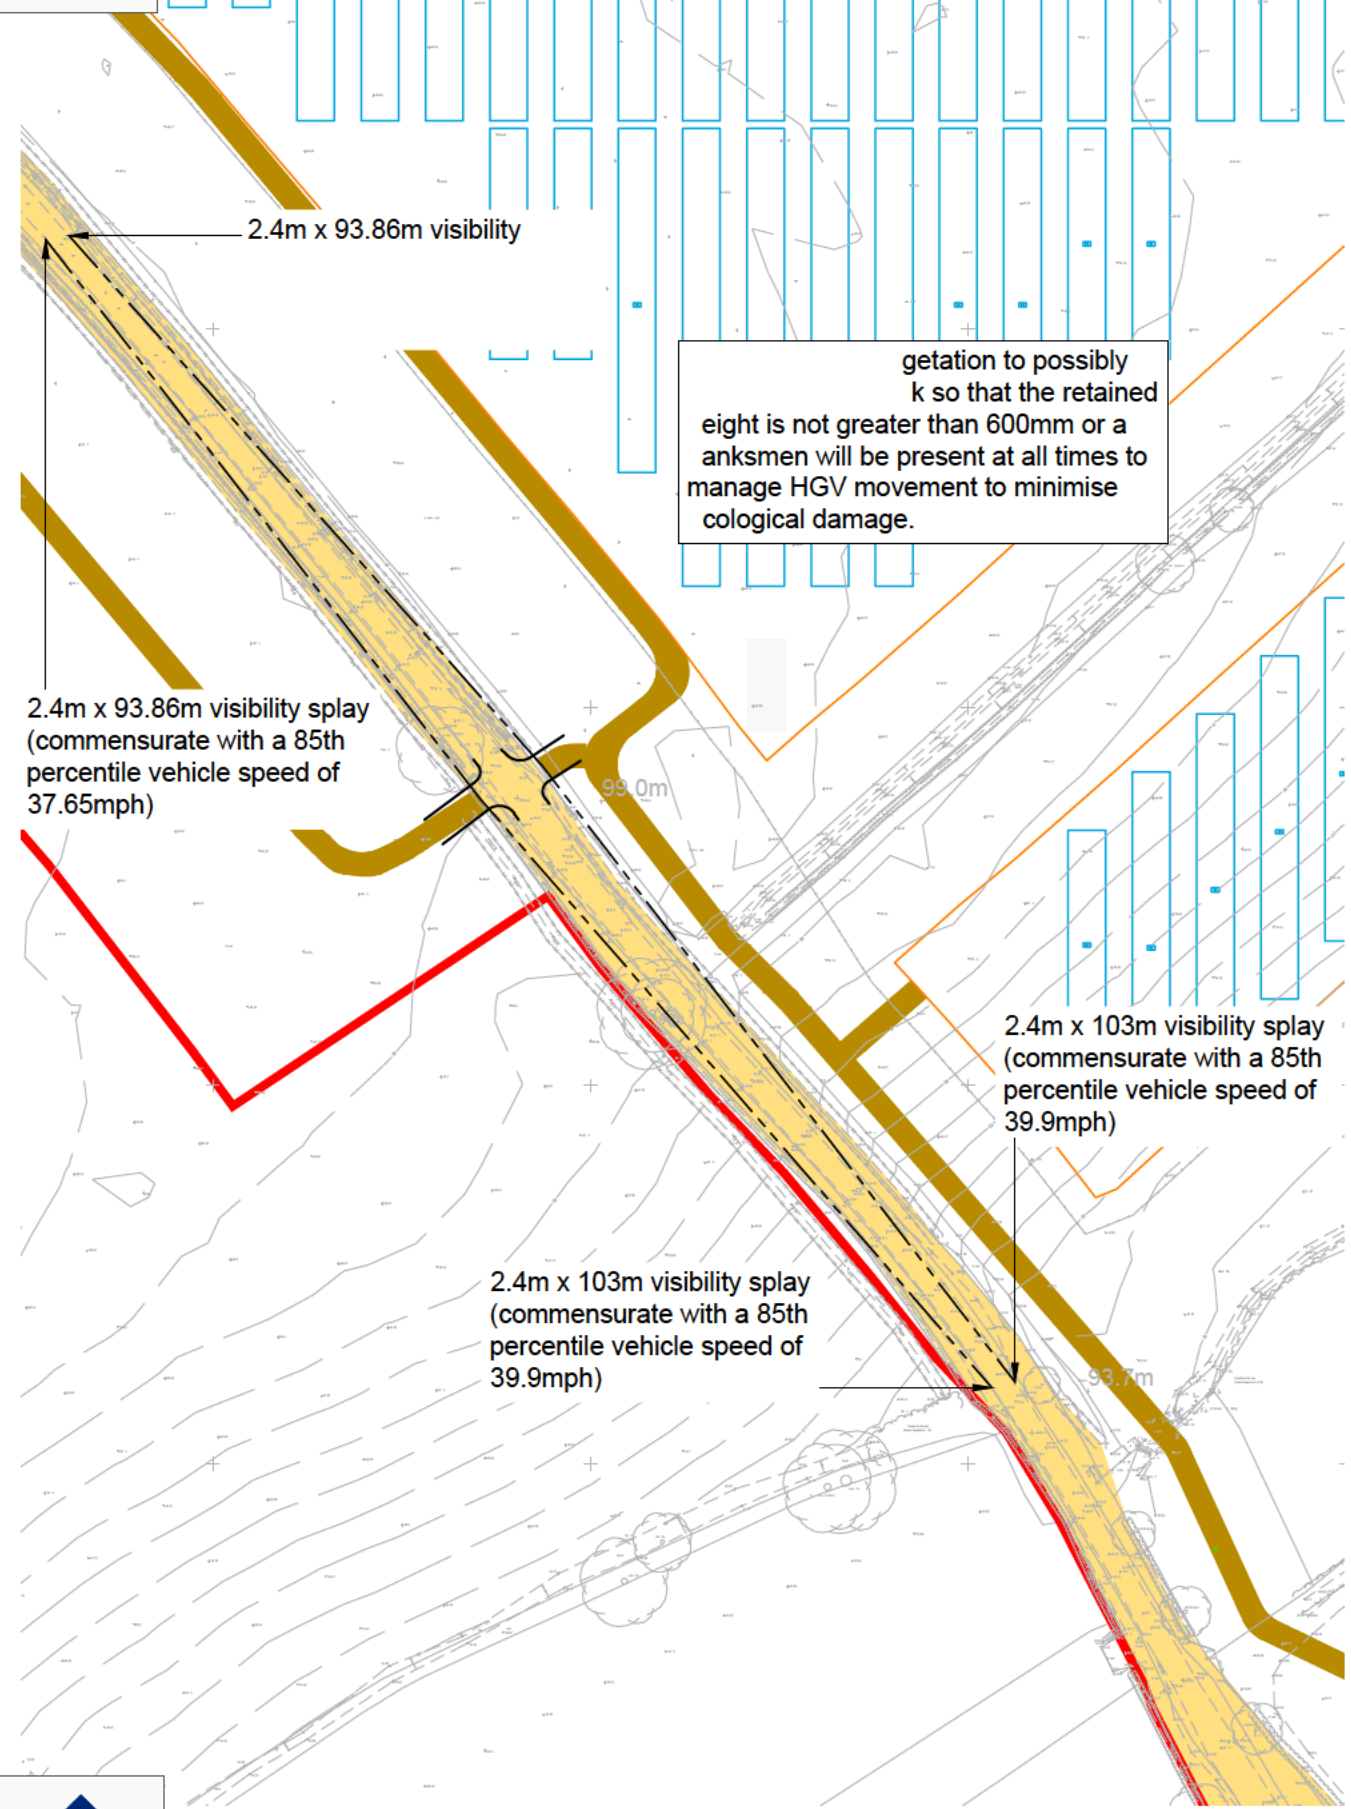 2.4m x 93.86m visibility
getation to possibly
k so that the retained
eight is not greater than 600mm or a
anksmen will be present at all times to
manage HGV movement to minimise
cological damage.
2.4m x 93.86m visibility splay
(commensurate with a 85th
percentile vehicle speed of
37.65mph)
99.0m
2.4m x 103m visibility splay
(commensurate with a 85th
percentile vehicle speed of
39.9mph)
2.4m x 103m visibility splay
(commensurate with a 85th
percentile vehicle speed of
39.9mph)
93.7m